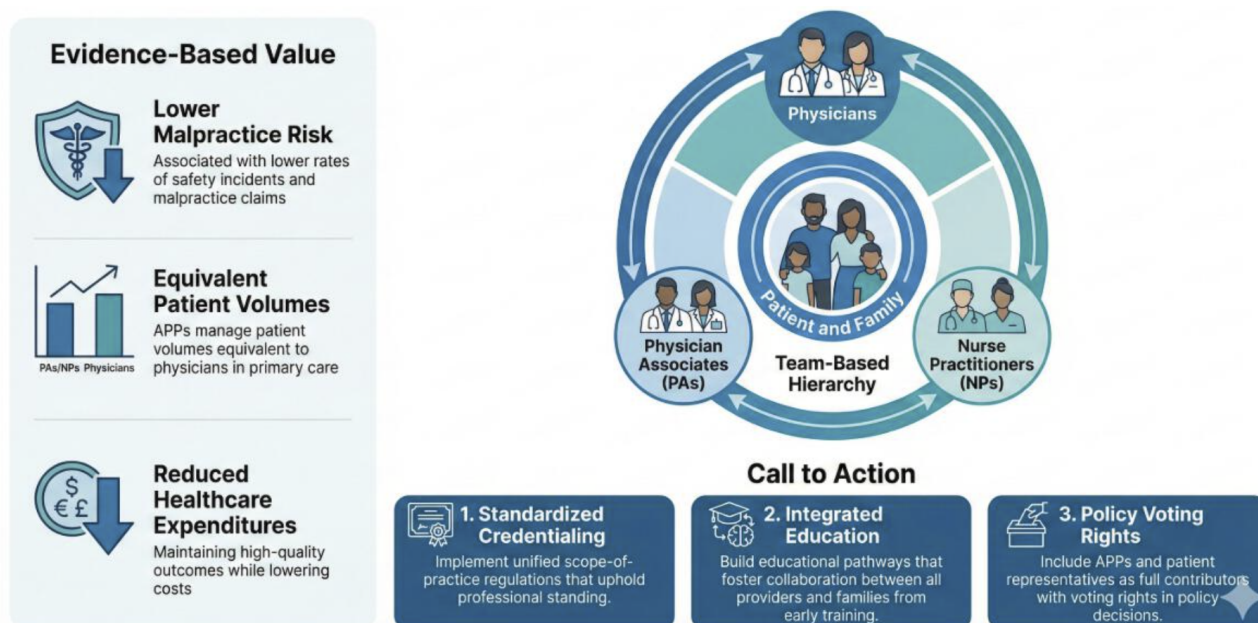 Evidence-Based Value
Lower
Malpractice Risk
Associated with lower rates
of safety incidents and
malpractice claims
Equivalent
Patient Volumes
APPs manage patient
volumes equivalent to
physicians in primary care
PAs/NPs Physicians
$
€ £
Reduced
Healthcare
Expenditures
Maintaining high-quality
outcomes while lowering
costs
Physicians
Patient and Family
Physician
Associates
(PAs)
Team-Based
Hierarchy
Nurse
Practitioners
(NPs)
Call to Action
1. Standardized
Credentialing
Implement unified scope-of-
practice regulations that uphold
professional standing.
2. Integrated
Education
Build educational pathways that
foster collaboration between all
providers and families from
early training.
3. Policy Voting
Rights
Include APPs and patient
representatives as full contributors
with voting rights in policy
decisions.